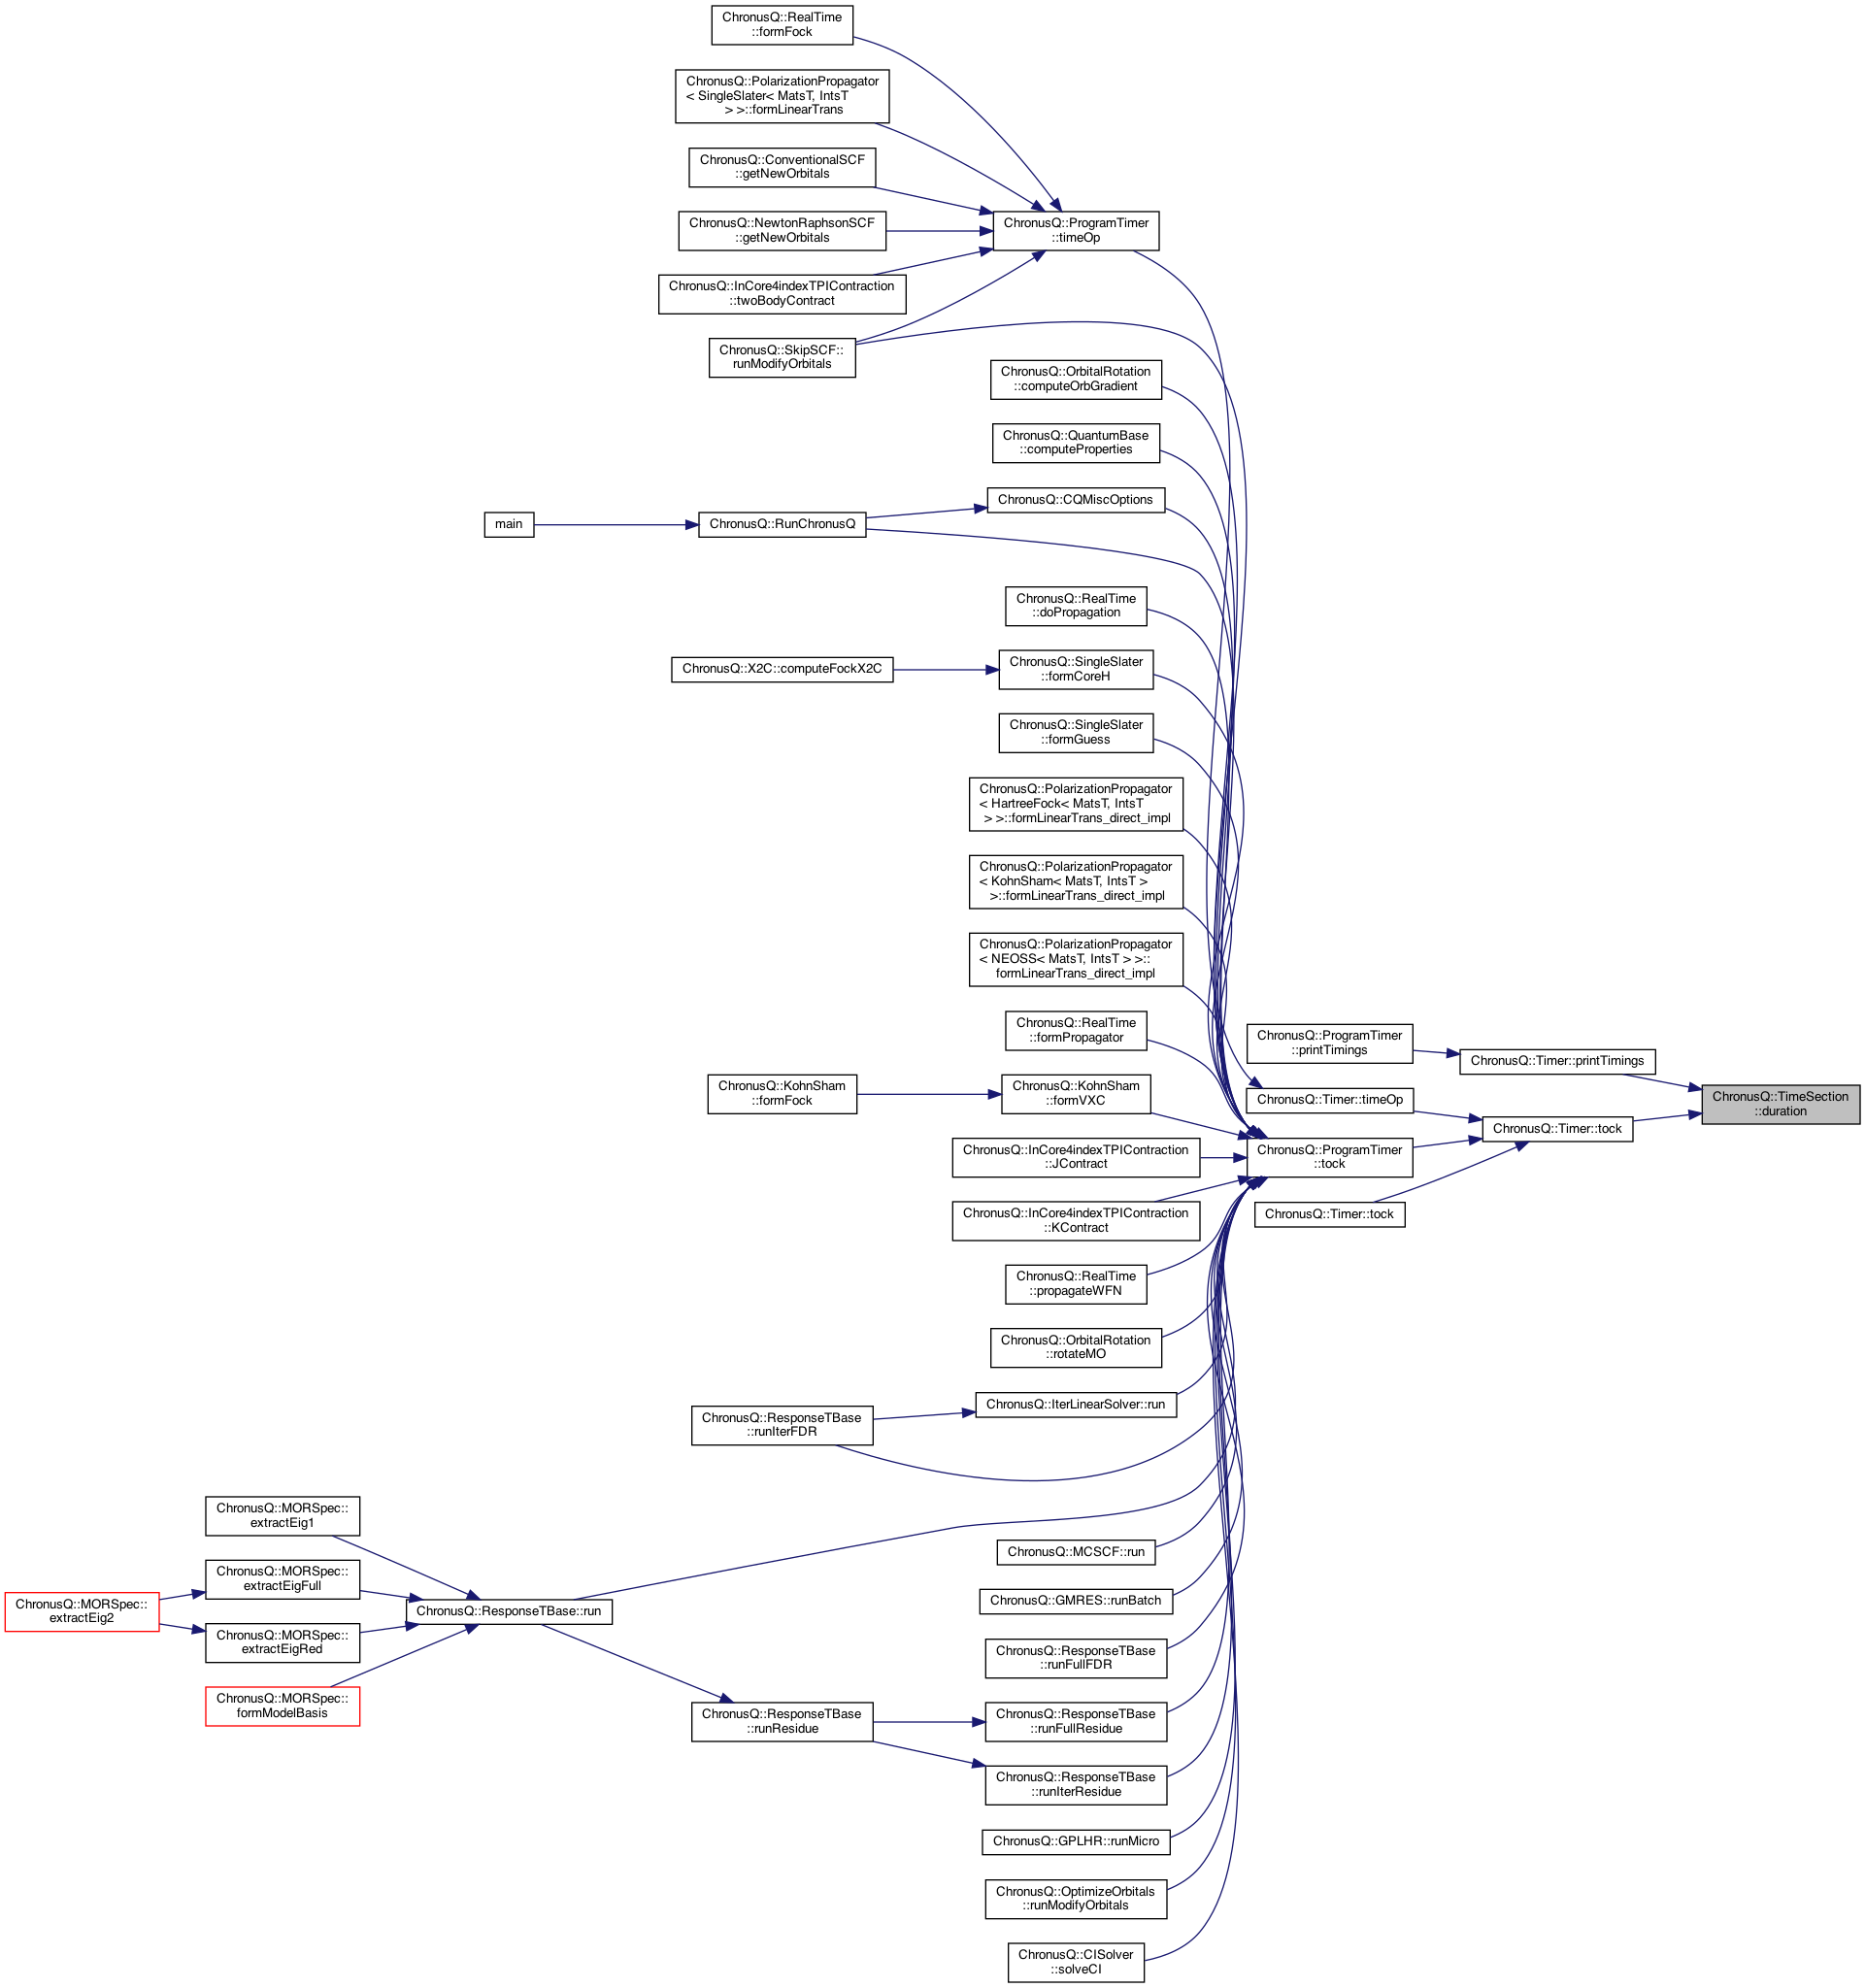 ChronusQ::RealTime
::formFock
ChronusQ::PolarizationPropagator
< SingleSlater< MatsT, IntsT
> >::formLinearTrans
ChronusQ::ConventionalSCF
::getNewOrbitals
ChronusQ::NewtonRaphsonSCF
::getNewOrbitals
ChronusQ::InCore4indexTPIContraction
::twoBodyContract
ChronusQ::SkipSCF::
runModifyOrbitals
ChronusQ::ProgramTimer
::timeOp
ChronusQ::OrbitalRotation
::computeOrbGradient
ChronusQ::QuantumBase
::computeProperties
ChronusQ::CQMiscOptions
main
ChronusQ::RunChronusQ
ChronusQ::RealTime
::doPropagation
ChronusQ::X2C::computeFockX2C
ChronusQ::SingleSlater
::formCoreH
ChronusQ::SingleSlater
::formGuess
ChronusQ::PolarizationPropagator
< HartreeFock< MatsT, IntsT
> >::formLinearTrans_direct_impl
ChronusQ::PolarizationPropagator
< KohnSham< MatsT, IntsT >
>::formLinearTrans_direct_impl
ChronusQ::PolarizationPropagator
< NEOSS< MatsT, IntsT > >::
formLinearTrans_direct_impl
ChronusQ::RealTime
::formPropagator
ChronusQ::KohnSham
::formFock
ChronusQ::KohnSham
::formVXC
ChronusQ::InCore4indexTPIContraction
::JContract
ChronusQ::InCore4indexTPIContraction
::KContract
ChronusQ::ProgramTimer
::printTimings
ChronusQ::Timer::printTimings
ChronusQ::TimeSection
::duration
ChronusQ::Timer::timeOp
ChronusQ::Timer::tock
ChronusQ::ProgramTimer
::tock
ChronusQ::Timer::tock
ChronusQ::RealTime
::propagateWFN
ChronusQ::OrbitalRotation
::rotateMO
ChronusQ::IterLinearSolver::run
ChronusQ::ResponseTBase
::runIterFDR
ChronusQ::MORSpec::
extractEig1
ChronusQ::MORSpec::
extractEigFull
ChronusQ::MORSpec::
extractEig2
ChronusQ::MORSpec::
extractEigRed
ChronusQ::MORSpec::
formModelBasis
ChronusQ::ResponseTBase::run
ChronusQ::ResponseTBase
::runResidue
ChronusQ::MCSCF::run
ChronusQ::GMRES::runBatch
ChronusQ::ResponseTBase
::runFullFDR
ChronusQ::ResponseTBase
::runFullResidue
ChronusQ::ResponseTBase
::runIterResidue
ChronusQ::GPLHR::runMicro
ChronusQ::OptimizeOrbitals
::runModifyOrbitals
ChronusQ::CISolver
::solveCI